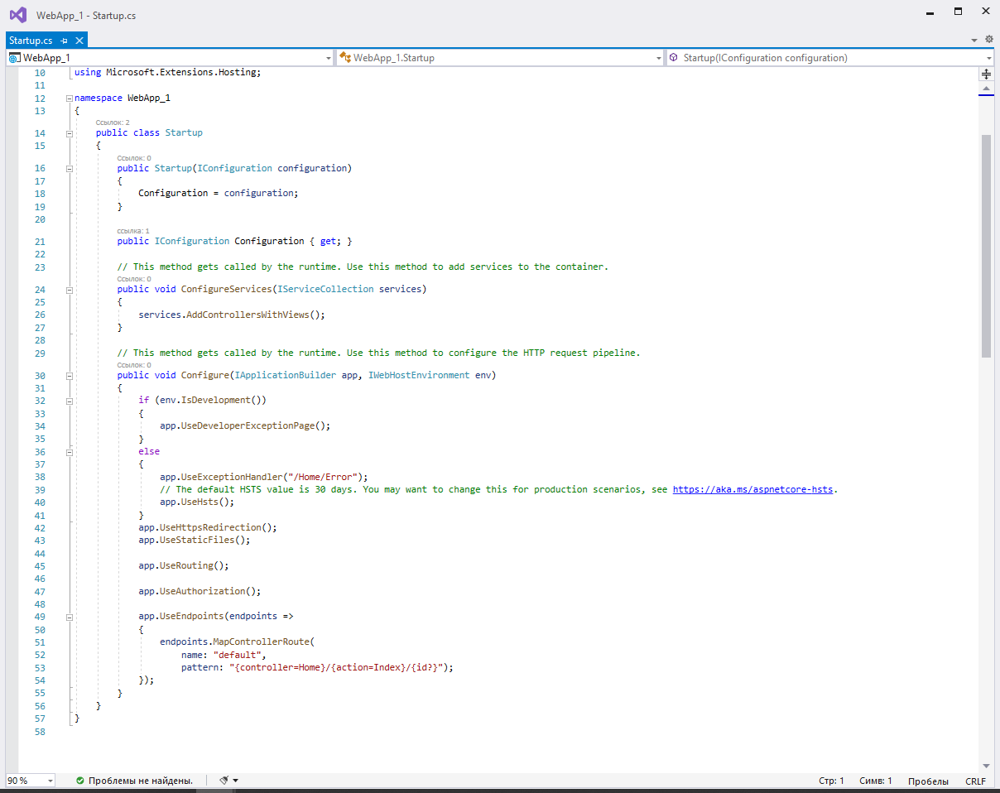 WebApp_1 - Startup.cs
Startup.cs
WebApp_1 WebApp_1.Startup Startup(IConfiguration configuration)
10 using Microsoft.Extensions.Hosting;
11
12 namespace WebApp_1
13 {
Ссылок: 2
14 public class Startup
15 {
Ссылок: 0
16 public Startup(IConfiguration configuration)
17 {
18 Configuration = configuration;
19 }
20
ссылка: 1
21 public IConfiguration Configuration { get; }
22
23 // This method gets called by the runtime. Use this method to add services to the container.
Ссылок: 0
24 public void ConfigureServices(IServiceCollection services)
25 {
26 services.AddControllersWithViews();
27 }
28
29 // This method gets called by the runtime. Use this method to configure the HTTP request pipeline.
Ссылок: 0
30 public void Configure(IApplicationBuilder app, IWebHostEnvironment env)
31 {
32 if (env.IsDevelopment())
33 {
34 app.UseDeveloperExceptionPage();
35 }
36 else
37 {
38 app.UseExceptionHandler("/Home/Error");
39 // The default HSTS value is 30 days. You may want to change this for production scenarios, see https://aka.ms/aspnetcore-hsts.
40 app.UseHsts();
41 }
42 app.UseHttpsRedirection();
43 app.UseStaticFiles();
44
45 app.UseRouting();
46
47 app.UseAuthorization();
48
49 app.UseEndpoints(endpoints =>
50 {
51 endpoints.MapControllerRoute(
52 name: "default",
53 pattern: "{controller=Home}/{action=Index}/{id?}");
54 });
55 }
56 }
57 }
58
90 % Проблемы не найдены. Стр: 1 Симв: 1 Пробелы CRLF